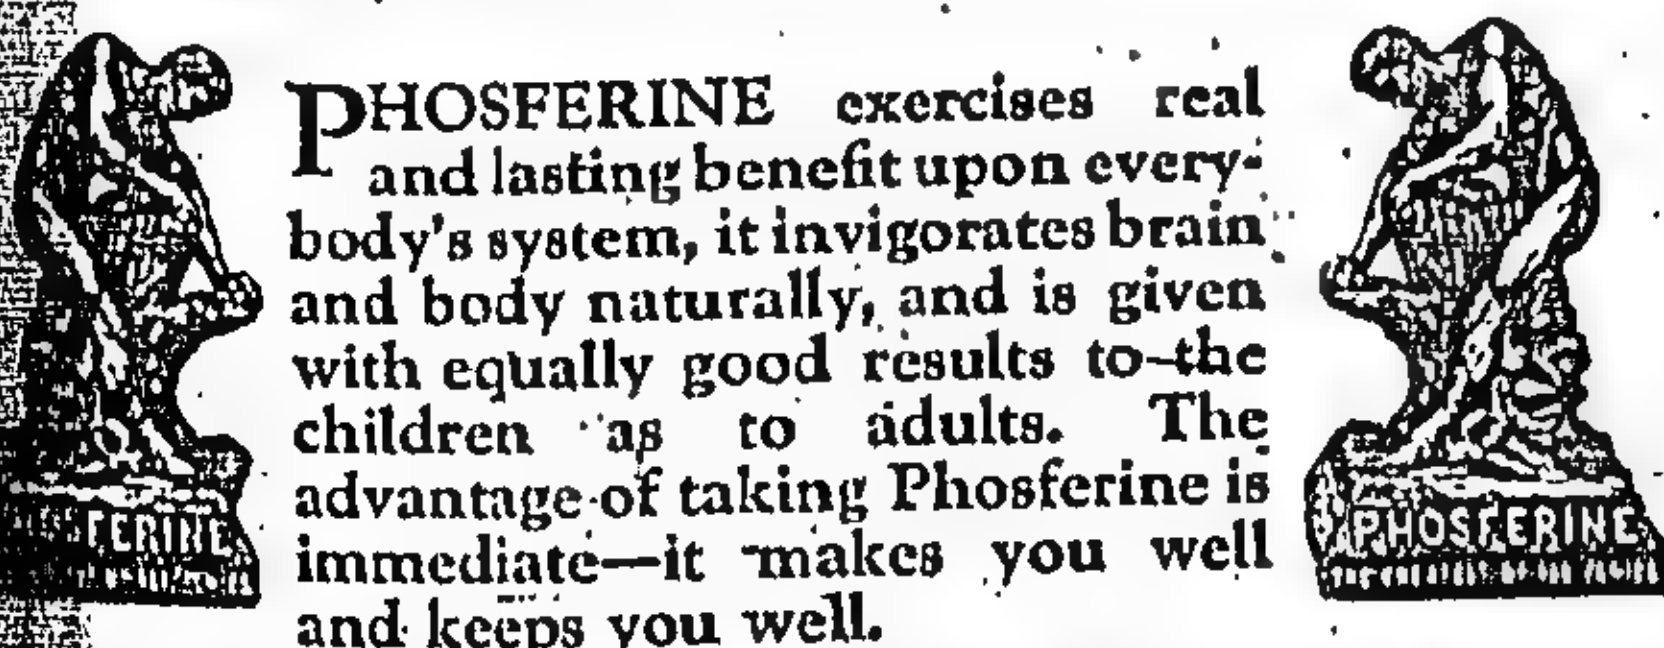 PHOSFERINE exercises real
and lasting benefit upon every-
body's system, it invigorates brain
and body naturally, and is given
with equally good results to the
children as to adults. The
advantage of taking Phosferine is
immediate—it makes you well
and keeps you well.
FERINE
PHOSFERINE